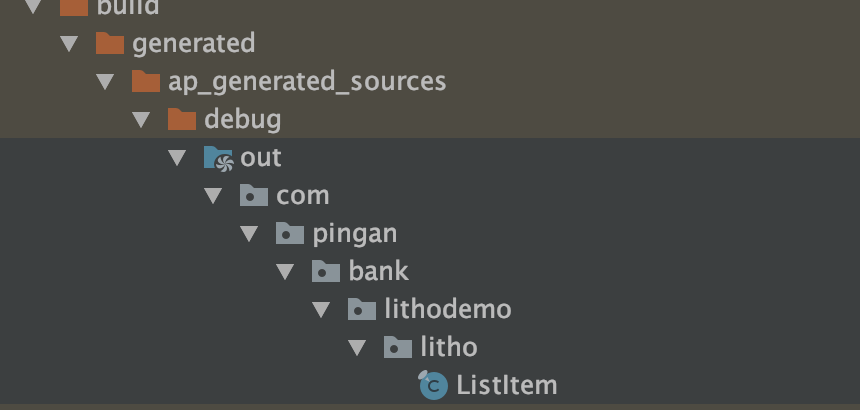 build
generated
ap_generated_sources
debug
out
com
pingan
bank
lithodemo
litho
ListItem